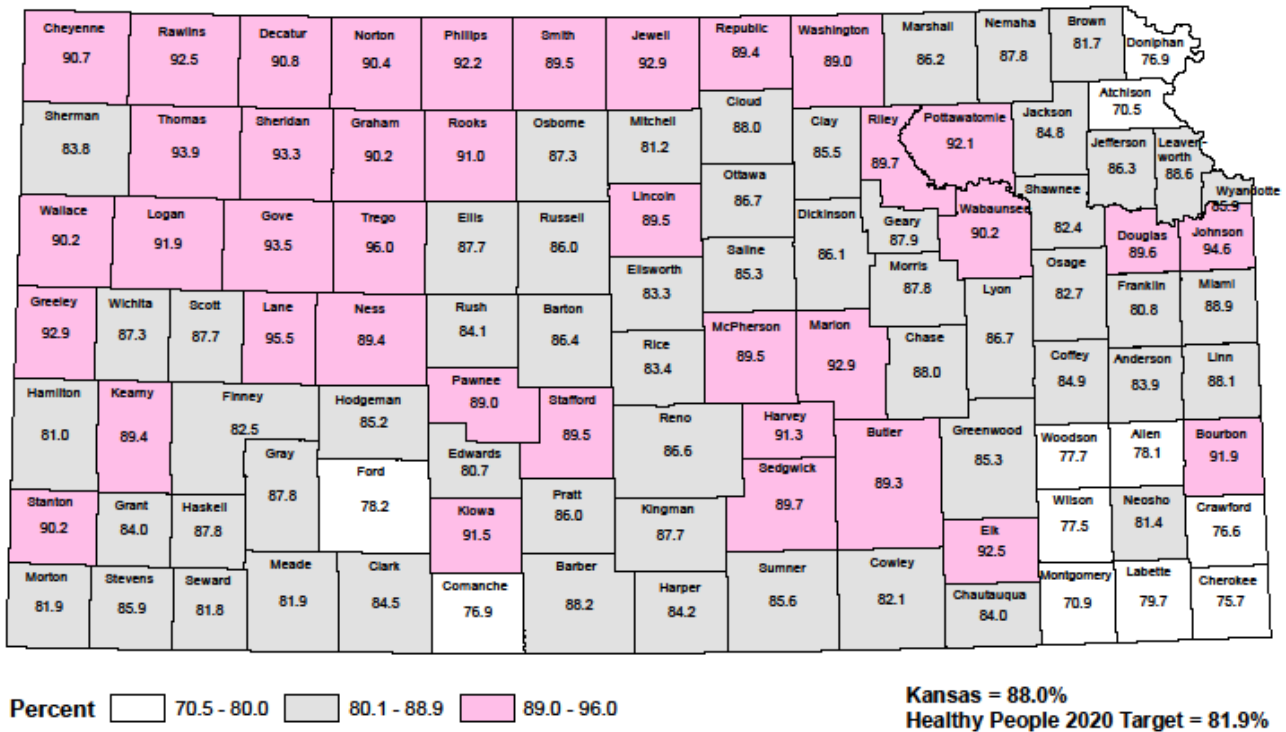 Cheyenne Rawlins Decatur Norton Phillips Smith Jewell Republic Washington Marshall Nemaha Brown Doniphan
90.7 92.5 90.8 90.4 92.2 89.5 92.9 89.4 89.0 86.2 87.8 81.7 76.9
Atchison
70.5
Sherman Thomas Sheridan Graham Rooks Osborne Mitchell Cloud Clay Riley Pottawatomie Jackson Jefferson Leaven-
worth
83.8 93.9 93.3 90.2 91.0 87.3 81.2 88.0 85.5 89.7 92.1 84.8 86.3 88.6
Wyandotte
85.9
Wallace Logan Gove Trego Ellis Russell Lincoln Ottawa Dickinson Geary Wabaunsee Shawnee Douglas Johnson
90.2 91.9 93.5 96.0 87.7 86.0 89.5 86.7 86.1 87.9 90.2 82.4 89.6 94.6
Ellsworth Saline Morris Osage Franklin Miami
83.3 85.3 87.8 82.7 80.8 88.9
Greeley Wichita Scott Lane Ness Rush Barton Rice McPherson Marion Chase Lyon Coffey Anderson Linn
92.9 87.3 87.7 95.5 89.4 84.1 86.4 83.4 89.5 92.9 88.0 86.7 84.9 83.9 88.1
Hamilton Kearny Finney Hodgeman Pawnee Stafford Reno Harvey Butler Greenwood Woodson Allen Bourbon
81.0 89.4 82.5 85.2 89.0 89.5 86.6 91.3 89.3 85.3 77.7 78.1 91.9
Gray Ford Edwards Sedgwick
87.8 78.2 80.7 89.7
Stanton Grant Haskell Kiowa Pratt Kingman Elk Wilson Neosho Crawford
90.2 84.0 87.8 91.5 86.0 87.7 92.5 77.5 81.4 76.6
Morton Stevens Seward Meade Clark Comanche Barber Harper Sumner Cowley Chautauqua Montgomery Labette Cherokee
81.9 85.9 81.8 81.9 84.5 76.9 88.2 84.2 85.6 82.1 84.0 70.9 79.7 75.7
Percent 70.5 - 80.0 80.1 - 88.9 89.0 - 96.0
Kansas = 88.0%
Healthy People 2020 Target = 81.9%